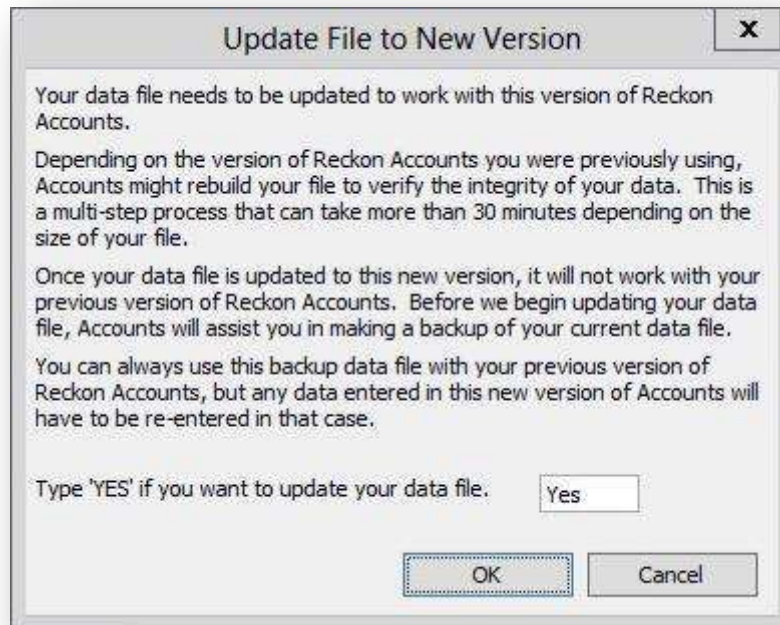 Update File to New Version
x
Your data file needs to be updated to work with this version of Reckon
Accounts.
Depending on the version of Reckon Accounts you were previously using,
Accounts might rebuild your file to verify the integrity of your data.  This is
a multi-step process that can take more than 30 minutes depending on the
size of your file.
Once your data file is updated to this new version, it will not work with your
previous version of Reckon Accounts.  Before we begin updating your data
file, Accounts will assist you in making a backup of your current data file.
You can always use this backup data file with your previous version of
Reckon Accounts, but any data entered in this new version of Accounts will
have to be re-entered in that case.
Type 'YES' if you want to update your data file. Yes
OK Cancel